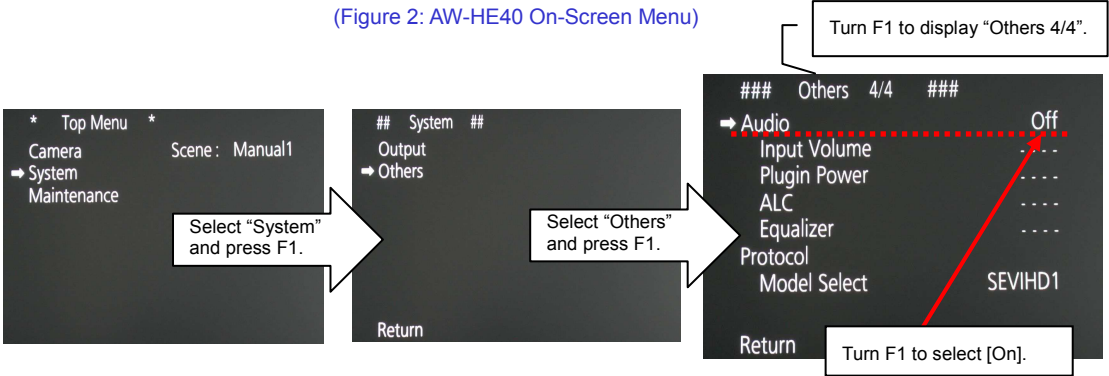 (Figure 2: AW-HE40 On-Screen Menu)
Turn F1 to display “Others 4/4”.
* Top Menu *
Camera Scene : Manual1
➡ System
Maintenance
Select “System”
and press F1.
## System ##
Output
➡ Others
Return
Select “Others”
and press F1.
### Others 4/4 ###
➡ Audio Off
Input Volume - - - -
Plugin Power - - - -
ALC - - - -
Equalizer - - - -
Protocol
Model Select SEVIHD1
Return
Turn F1 to select [On].